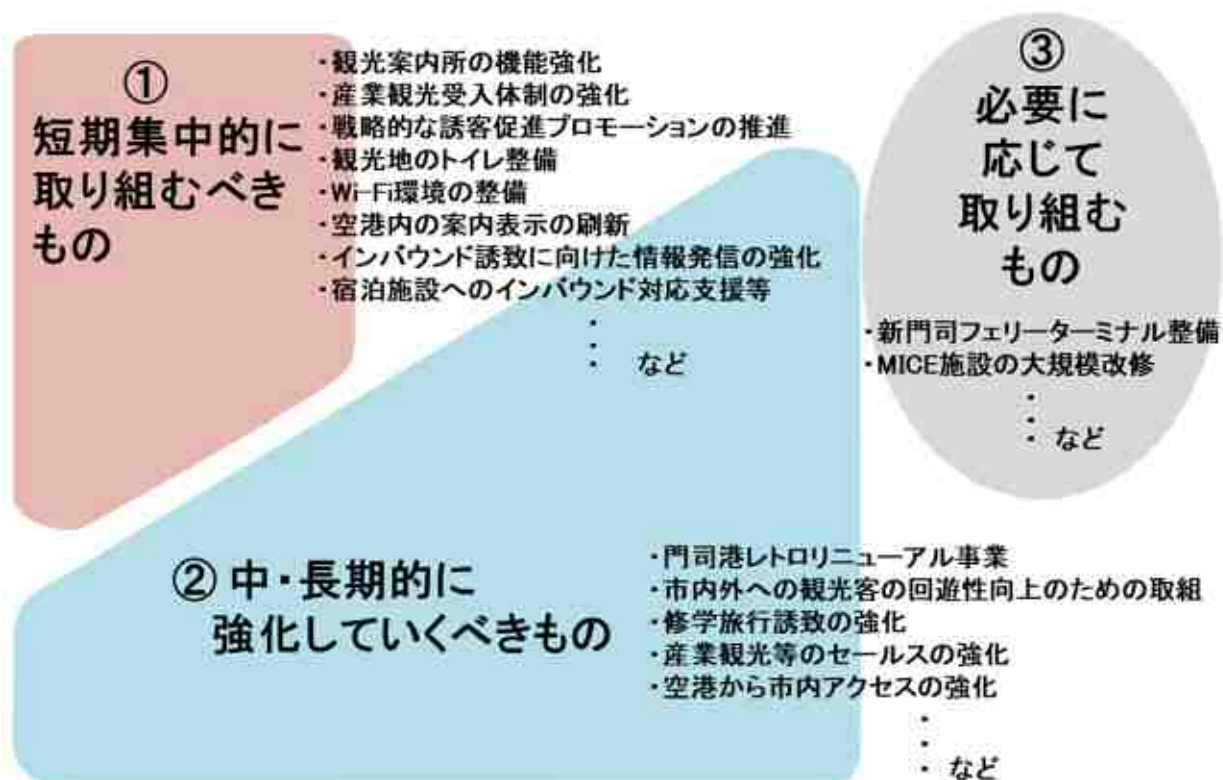 ①
短期集中的に
取り組むべき
もの
・観光案内所の機能強化
・産業観光受入体制の強化
・戦略的な誘客促進プロモーションの推進
・観光地のトイレ整備
・Wi-Fi環境の整備
・空港内の案内表示の刷新
・インバウンド誘致に向けた情報発信の強化
・宿泊施設へのインバウンド対応支援等
・
・
・ など
③
必要に
応じて
取り組む
もの
・新門司フェリーターミナル整備
・MICE施設の大規模改修
・
・
・ など
② 中・長期的に
強化していくべきもの
・門司港レトロリニューアル事業
・市内外への観光客の回遊性向上のための取組
・修学旅行誘致の強化
・産業観光等のセールスの強化
・空港から市内アクセスの強化
・
・
・ など